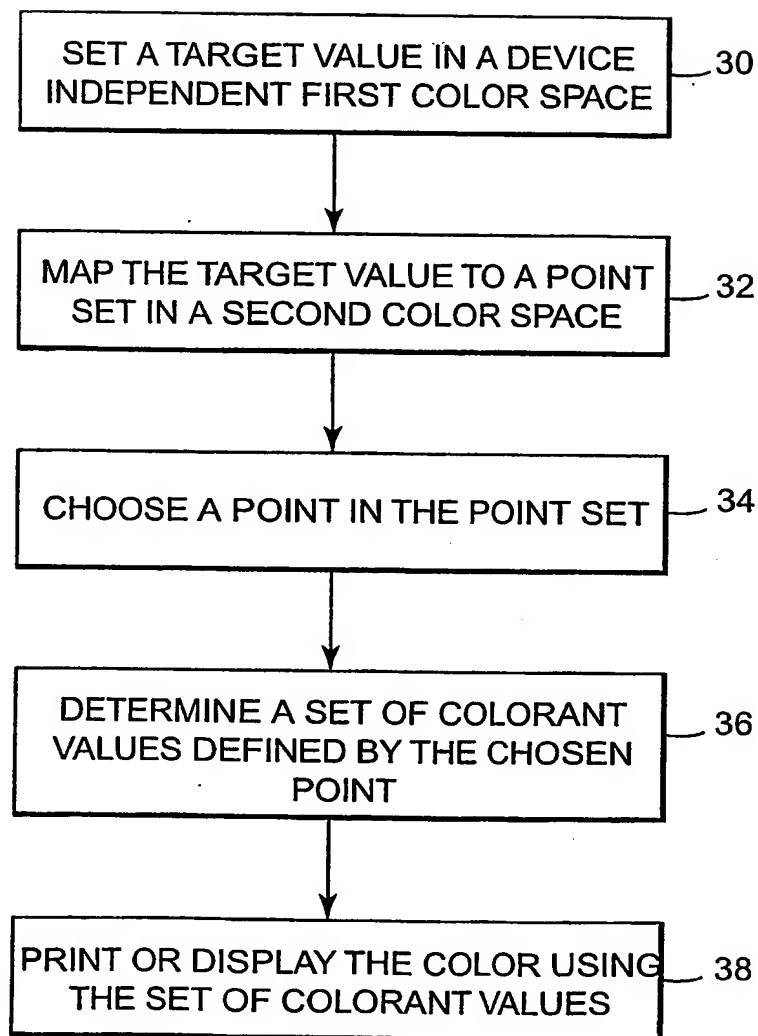 SET A TARGET VALUE IN A DEVICE
INDEPENDENT FIRST COLOR SPACE
30
MAP THE TARGET VALUE TO A POINT
SET IN A SECOND COLOR SPACE
32
CHOOSE A POINT IN THE POINT SET
34
DETERMINE A SET OF COLORANT
VALUES DEFINED BY THE CHOSEN
POINT
36
PRINT OR DISPLAY THE COLOR USING
THE SET OF COLORANT VALUES
38